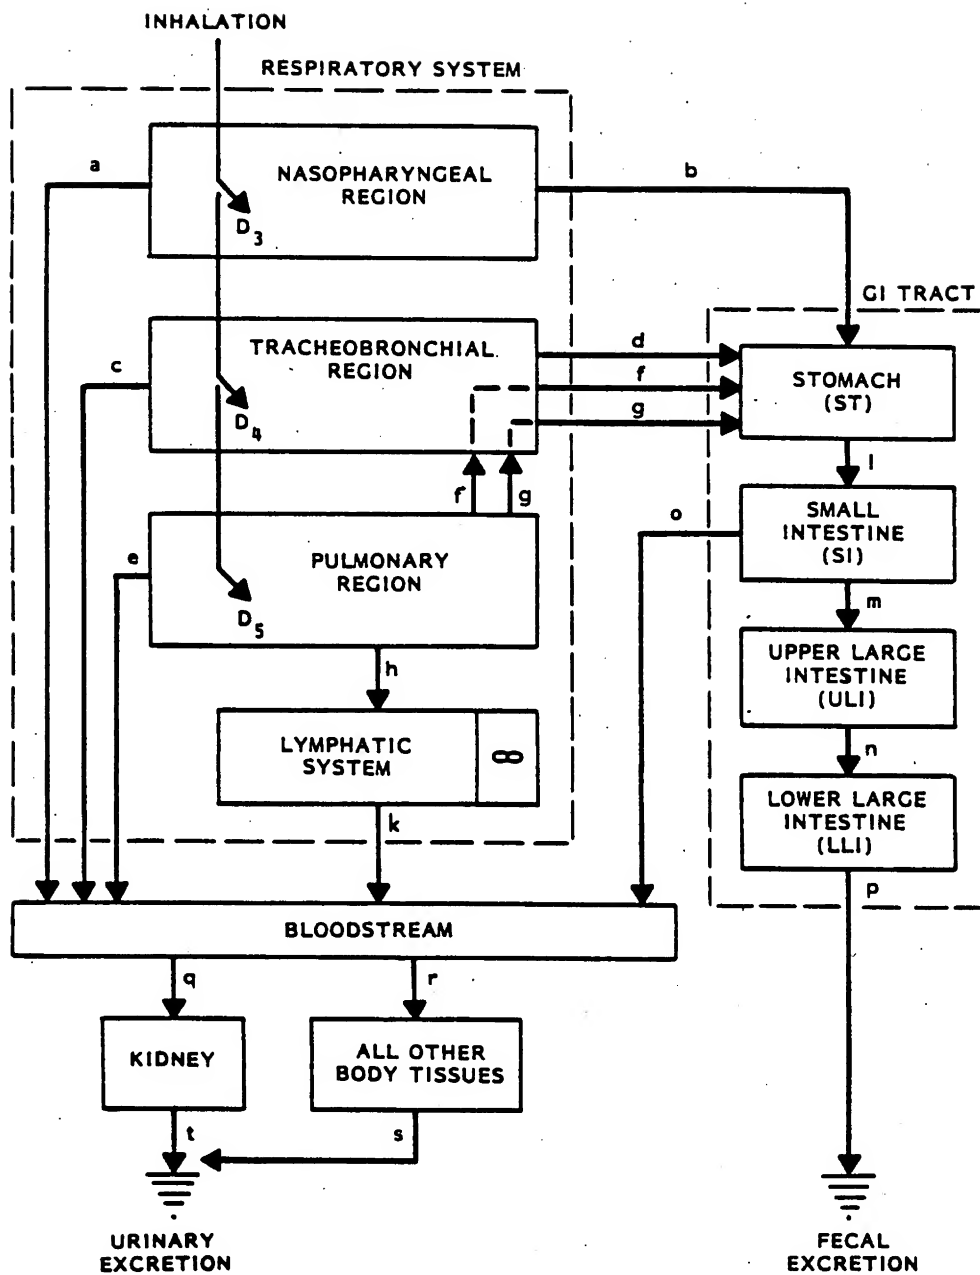 INHALATION
RESPIRATORY SYSTEM
a
NASOPHARYNGEAL
REGION
b
D3
GI TRACT
TRACHEOBRONCHIAL
REGION
c
d
f
g
D4
STOMACH
(ST)
l
f
g
e
PULMONARY
REGION
D5
o
SMALL
INTESTINE
(SI)
m
h
UPPER LARGE
INTESTINE
(ULI)
n
LYMPHATIC
SYSTEM
∞
k
LOWER LARGE
INTESTINE
(LLI)
p
BLOODSTREAM
q
r
KIDNEY
ALL OTHER
BODY TISSUES
t
s
URINARY
EXCRETION
FECAL
EXCRETION